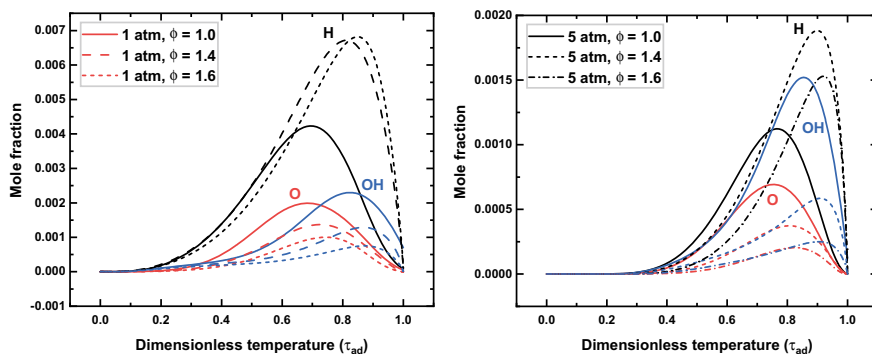 0.007
0.006
0.005
0.004
0.003
0.002
0.001
0.000
-0.001
Mole fraction
1 atm, ϕ = 1.0
1 atm, ϕ = 1.4
1 atm, ϕ = 1.6
H
O
OH
0.0 0.2 0.4 0.6 0.8 1.0
Dimensionless temperature (τad)
0.0020
0.0015
0.0010
0.0005
0.0000
Mole fraction
5 atm, ϕ = 1.0
5 atm, ϕ = 1.4
5 atm, ϕ = 1.6
H
OH
O
0.0 0.2 0.4 0.6 0.8 1.0
Dimensionless temperature (τad)